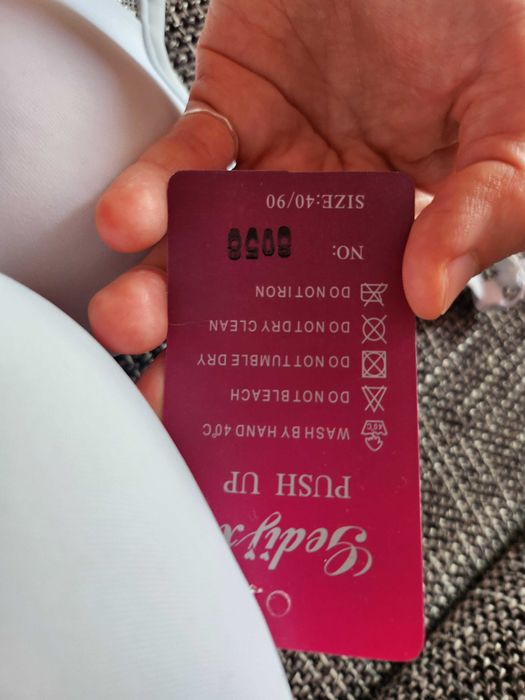 PUSH UP
WASH BY HAND 40°C
DO NOT BLEACH
DO NOT TUMBLE DRY
DO NOT DRY CLEAN
DO NOT IRON
NO: 8058
SIZE:40/90